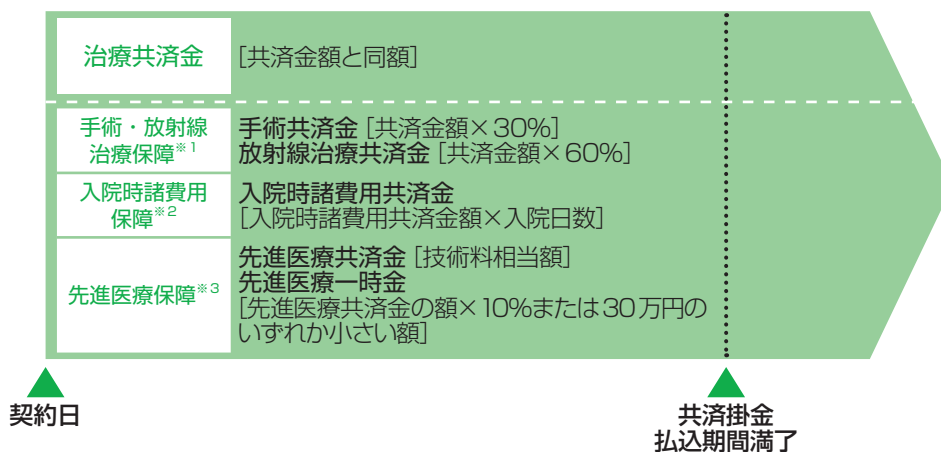 治療共済金
[共済金額と同額]
手術・放射線
治療保障※1
手術共済金 [共済金額×30%]
放射線治療共済金 [共済金額×60%]
入院時諸費用
保障※2
入院時諸費用共済金
[入院時諸費用共済金額×入院日数]
先進医療保障※3
先進医療共済金 [技術料相当額]
先進医療一時金
[先進医療共済金の額×10%または30万円の
いずれか小さい額]
契約日
共済掛金
払込期間満了